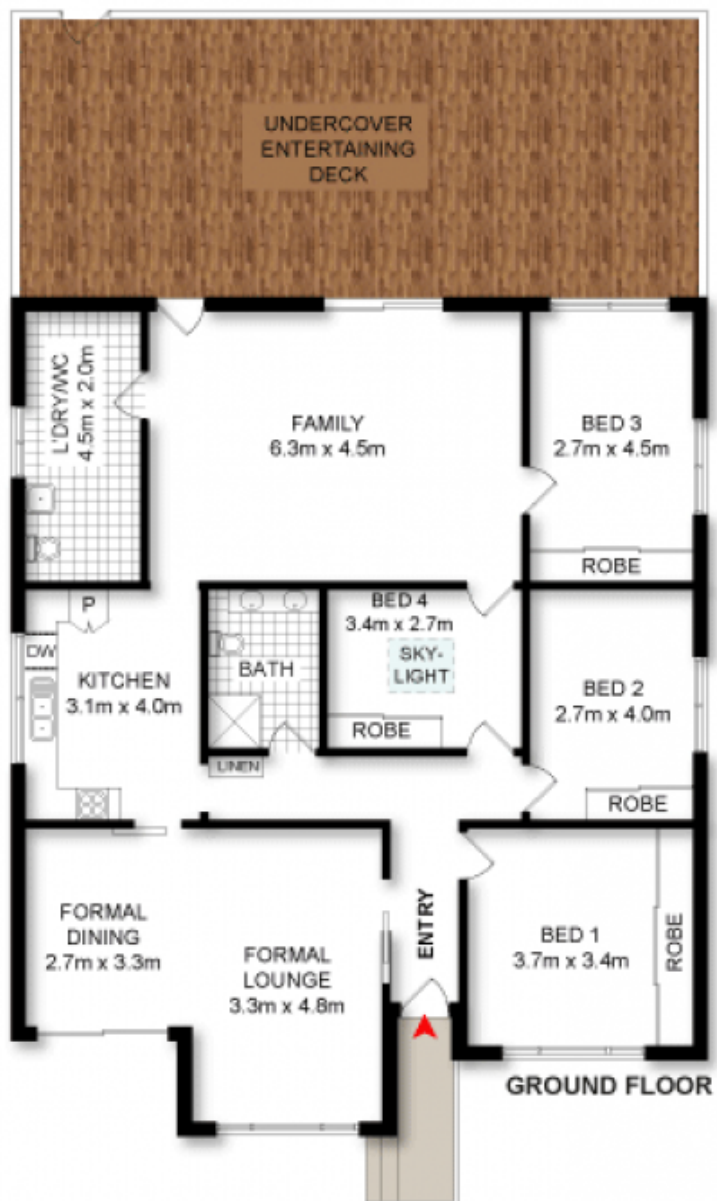 UNDERCOVER
ENTERTAINING
DECK
L'DRY/WC
4.5m x 2.0m
FAMILY
6.3m x 4.5m
BED 3
2.7m x 4.5m
ROBE
P
DW
KITCHEN
3.1m x 4.0m
BATH
BED 4
3.4m x 2.7m
SKY-
LIGHT
ROBE
BED 2
2.7m x 4.0m
ROBE
LINEN
FORMAL
DINING
2.7m x 3.3m
FORMAL
LOUNGE
3.3m x 4.8m
ENTRY
BED 1
3.7m x 3.4m
ROBE
GROUND FLOOR